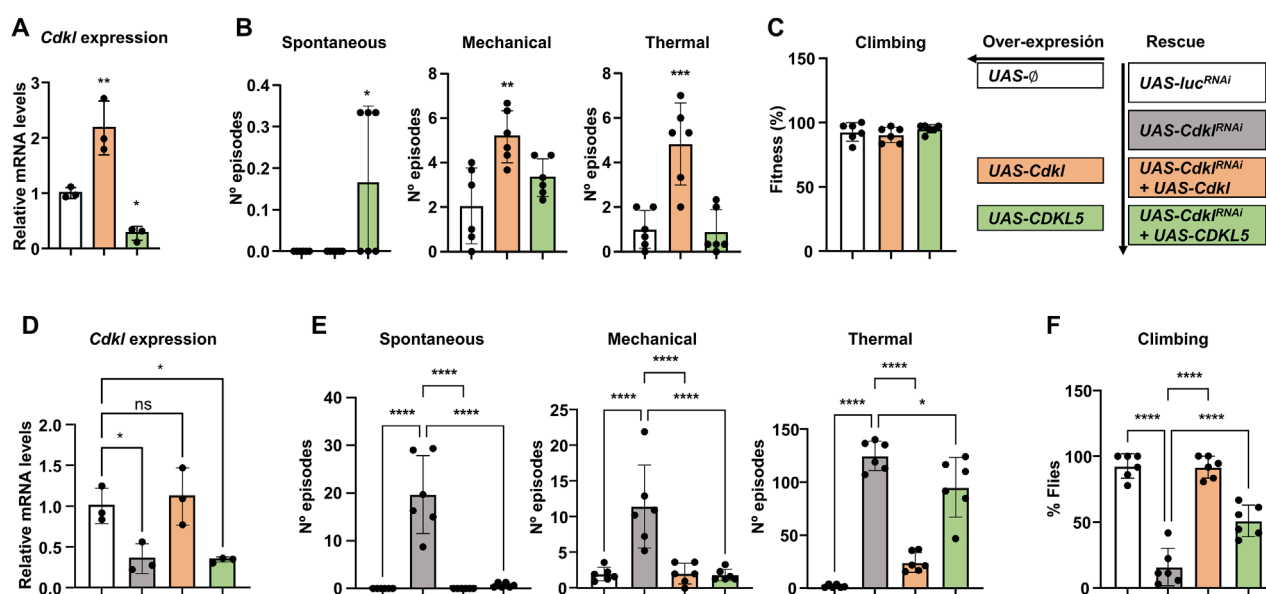 A
Cdkl expression
Relative mRNA levels
3
2
1
0
**
*
B
Spontaneous
Nº episodes
0.4
0.3
0.2
0.1
0.0
*
Mechanical
Nº episodes
8
6
4
2
0
**
Thermal
Nº episodes
8
6
4
2
0
***
C
Climbing
Fitness (%)
150
100
50
0
Over-expresión
UAS-∅
UAS-Cdkl
UAS-CDKL5
Rescue
UAS-luc^RNAi
UAS-Cdkl^RNAi
UAS-Cdkl^RNAi
+ UAS-Cdkl
UAS-Cdkl^RNAi
+ UAS-CDKL5
D
Cdkl expression
Relative mRNA levels
2.0
1.5
1.0
0.5
0.0
*
ns
*
E
Spontaneous
Nº episodes
40
30
20
10
0
****
****
****
Mechanical
Nº episodes
25
20
15
10
5
0
****
****
****
Thermal
Nº episodes
150
100
50
0
****
****
*
F
Climbing
% Flies
150
100
50
0
****
****
****